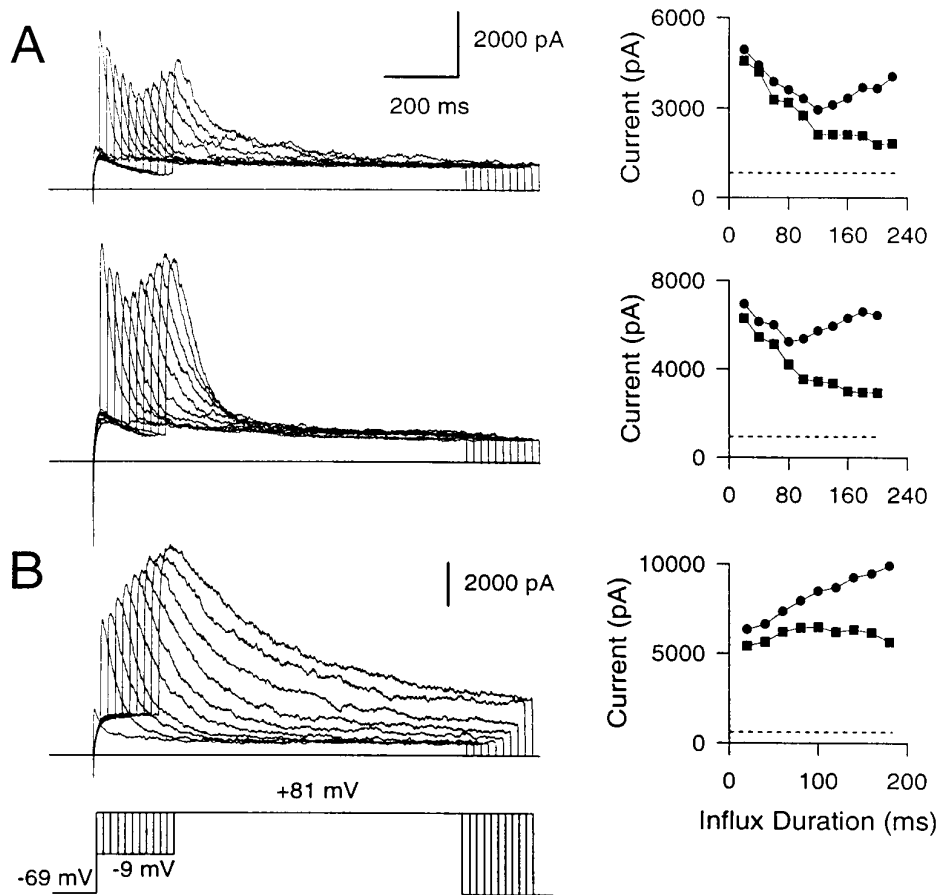 A
2000 pA
200 ms
Current (pA)
6000
3000
0
0 80 160 240
Current (pA)
8000
4000
0
0 80 160 240
B
2000 pA
Current (pA)
10000
5000
0
0 100 200
Influx Duration (ms)
+81 mV
-9 mV
-69 mV